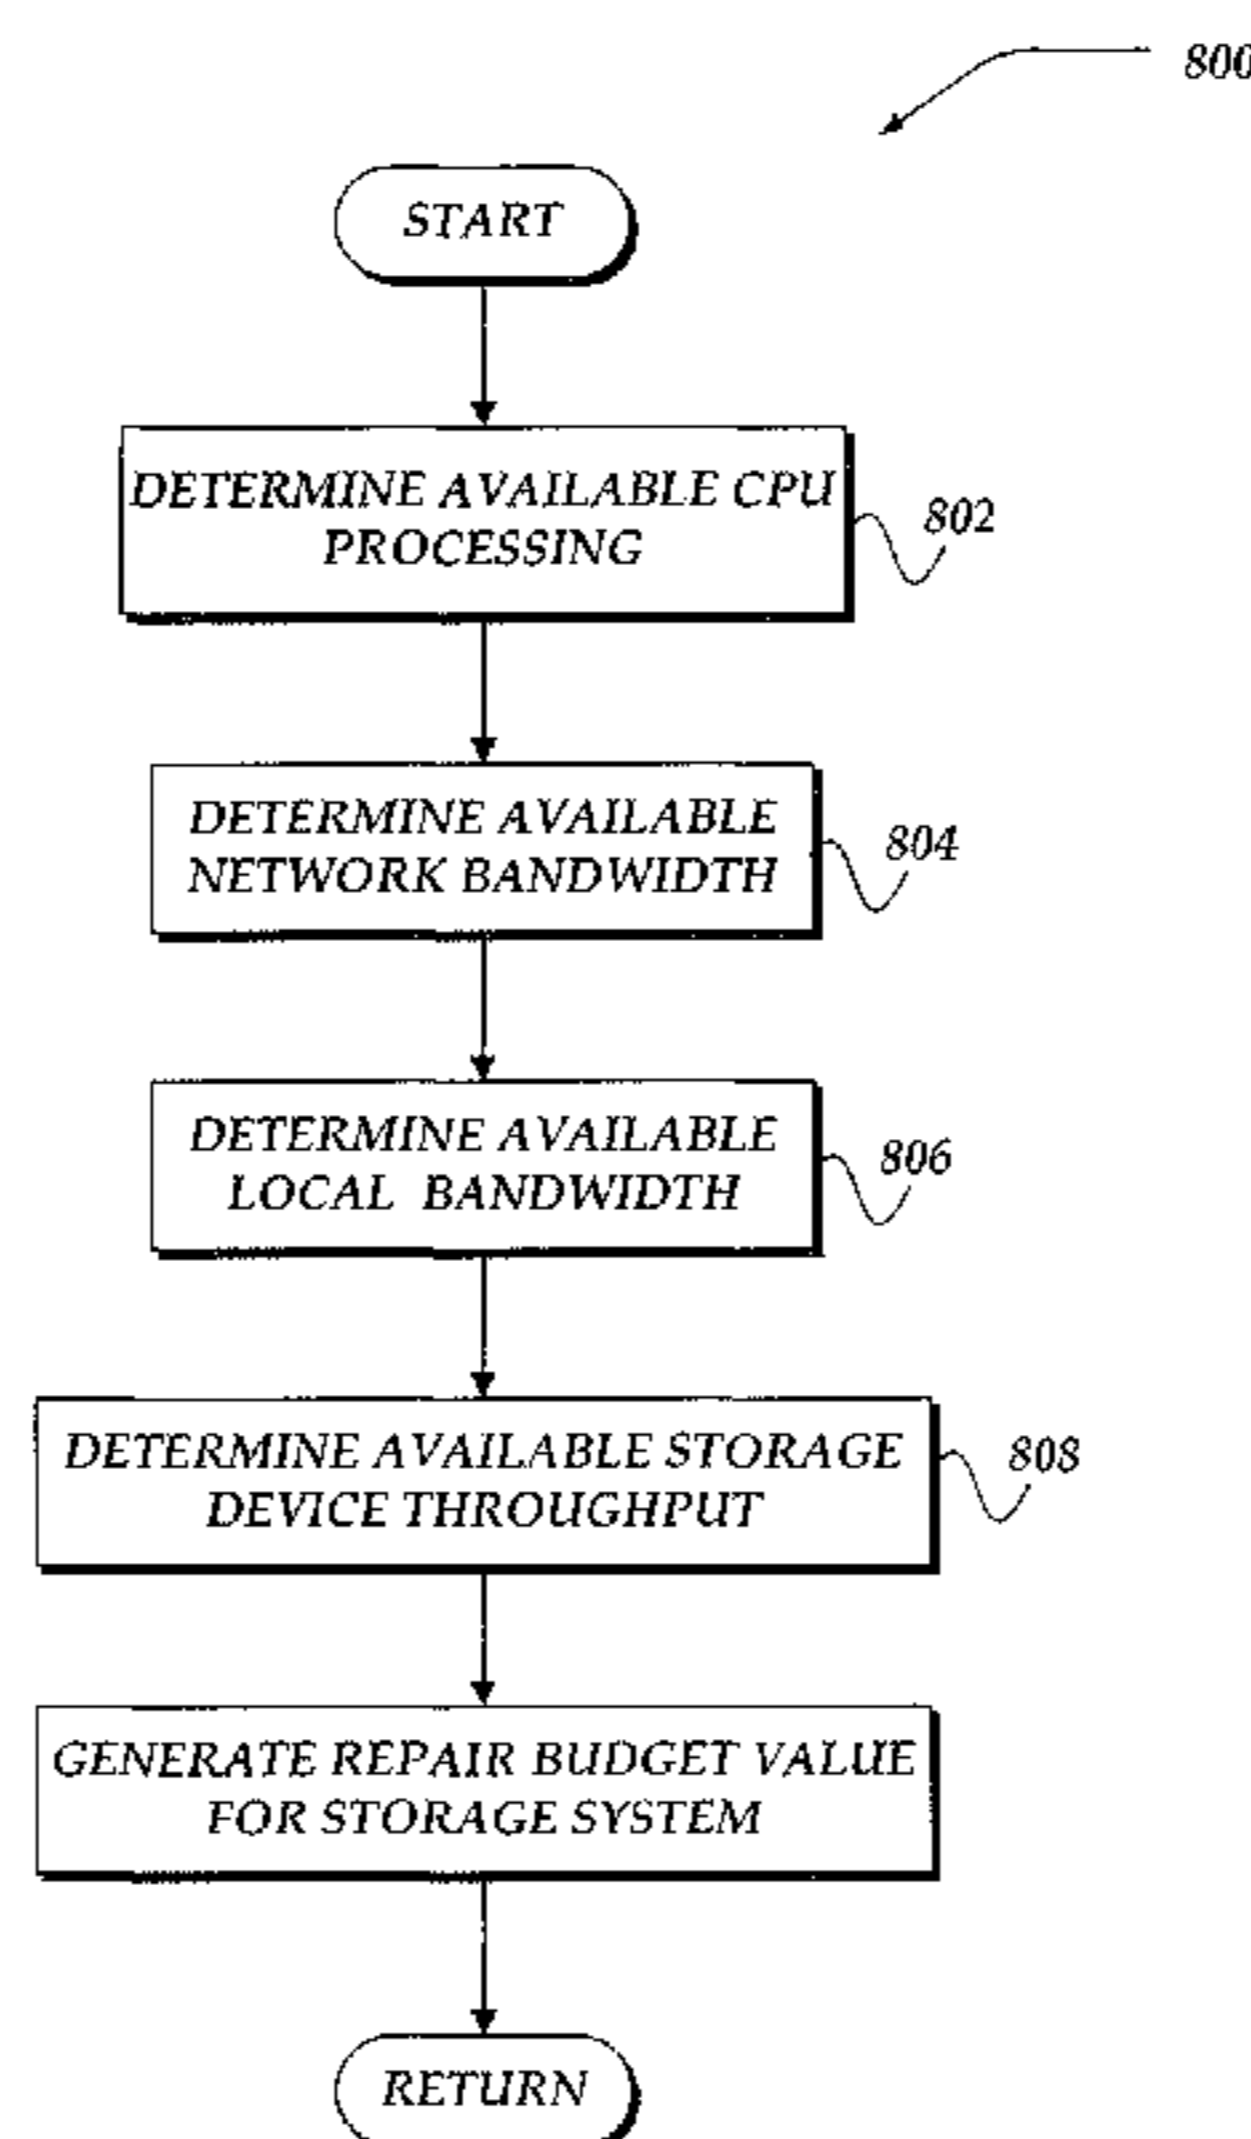 800
START
DETERMINE AVAILABLE CPU
PROCESSING
802
DETERMINE AVAILABLE
NETWORK BANDWIDTH
804
DETERMINE AVAILABLE
LOCAL BANDWIDTH
806
DETERMINE AVAILABLE STORAGE
DEVICE THROUGHPUT
808
GENERATE REPAIR BUDGET VALUE
FOR STORAGE SYSTEM
RETURN